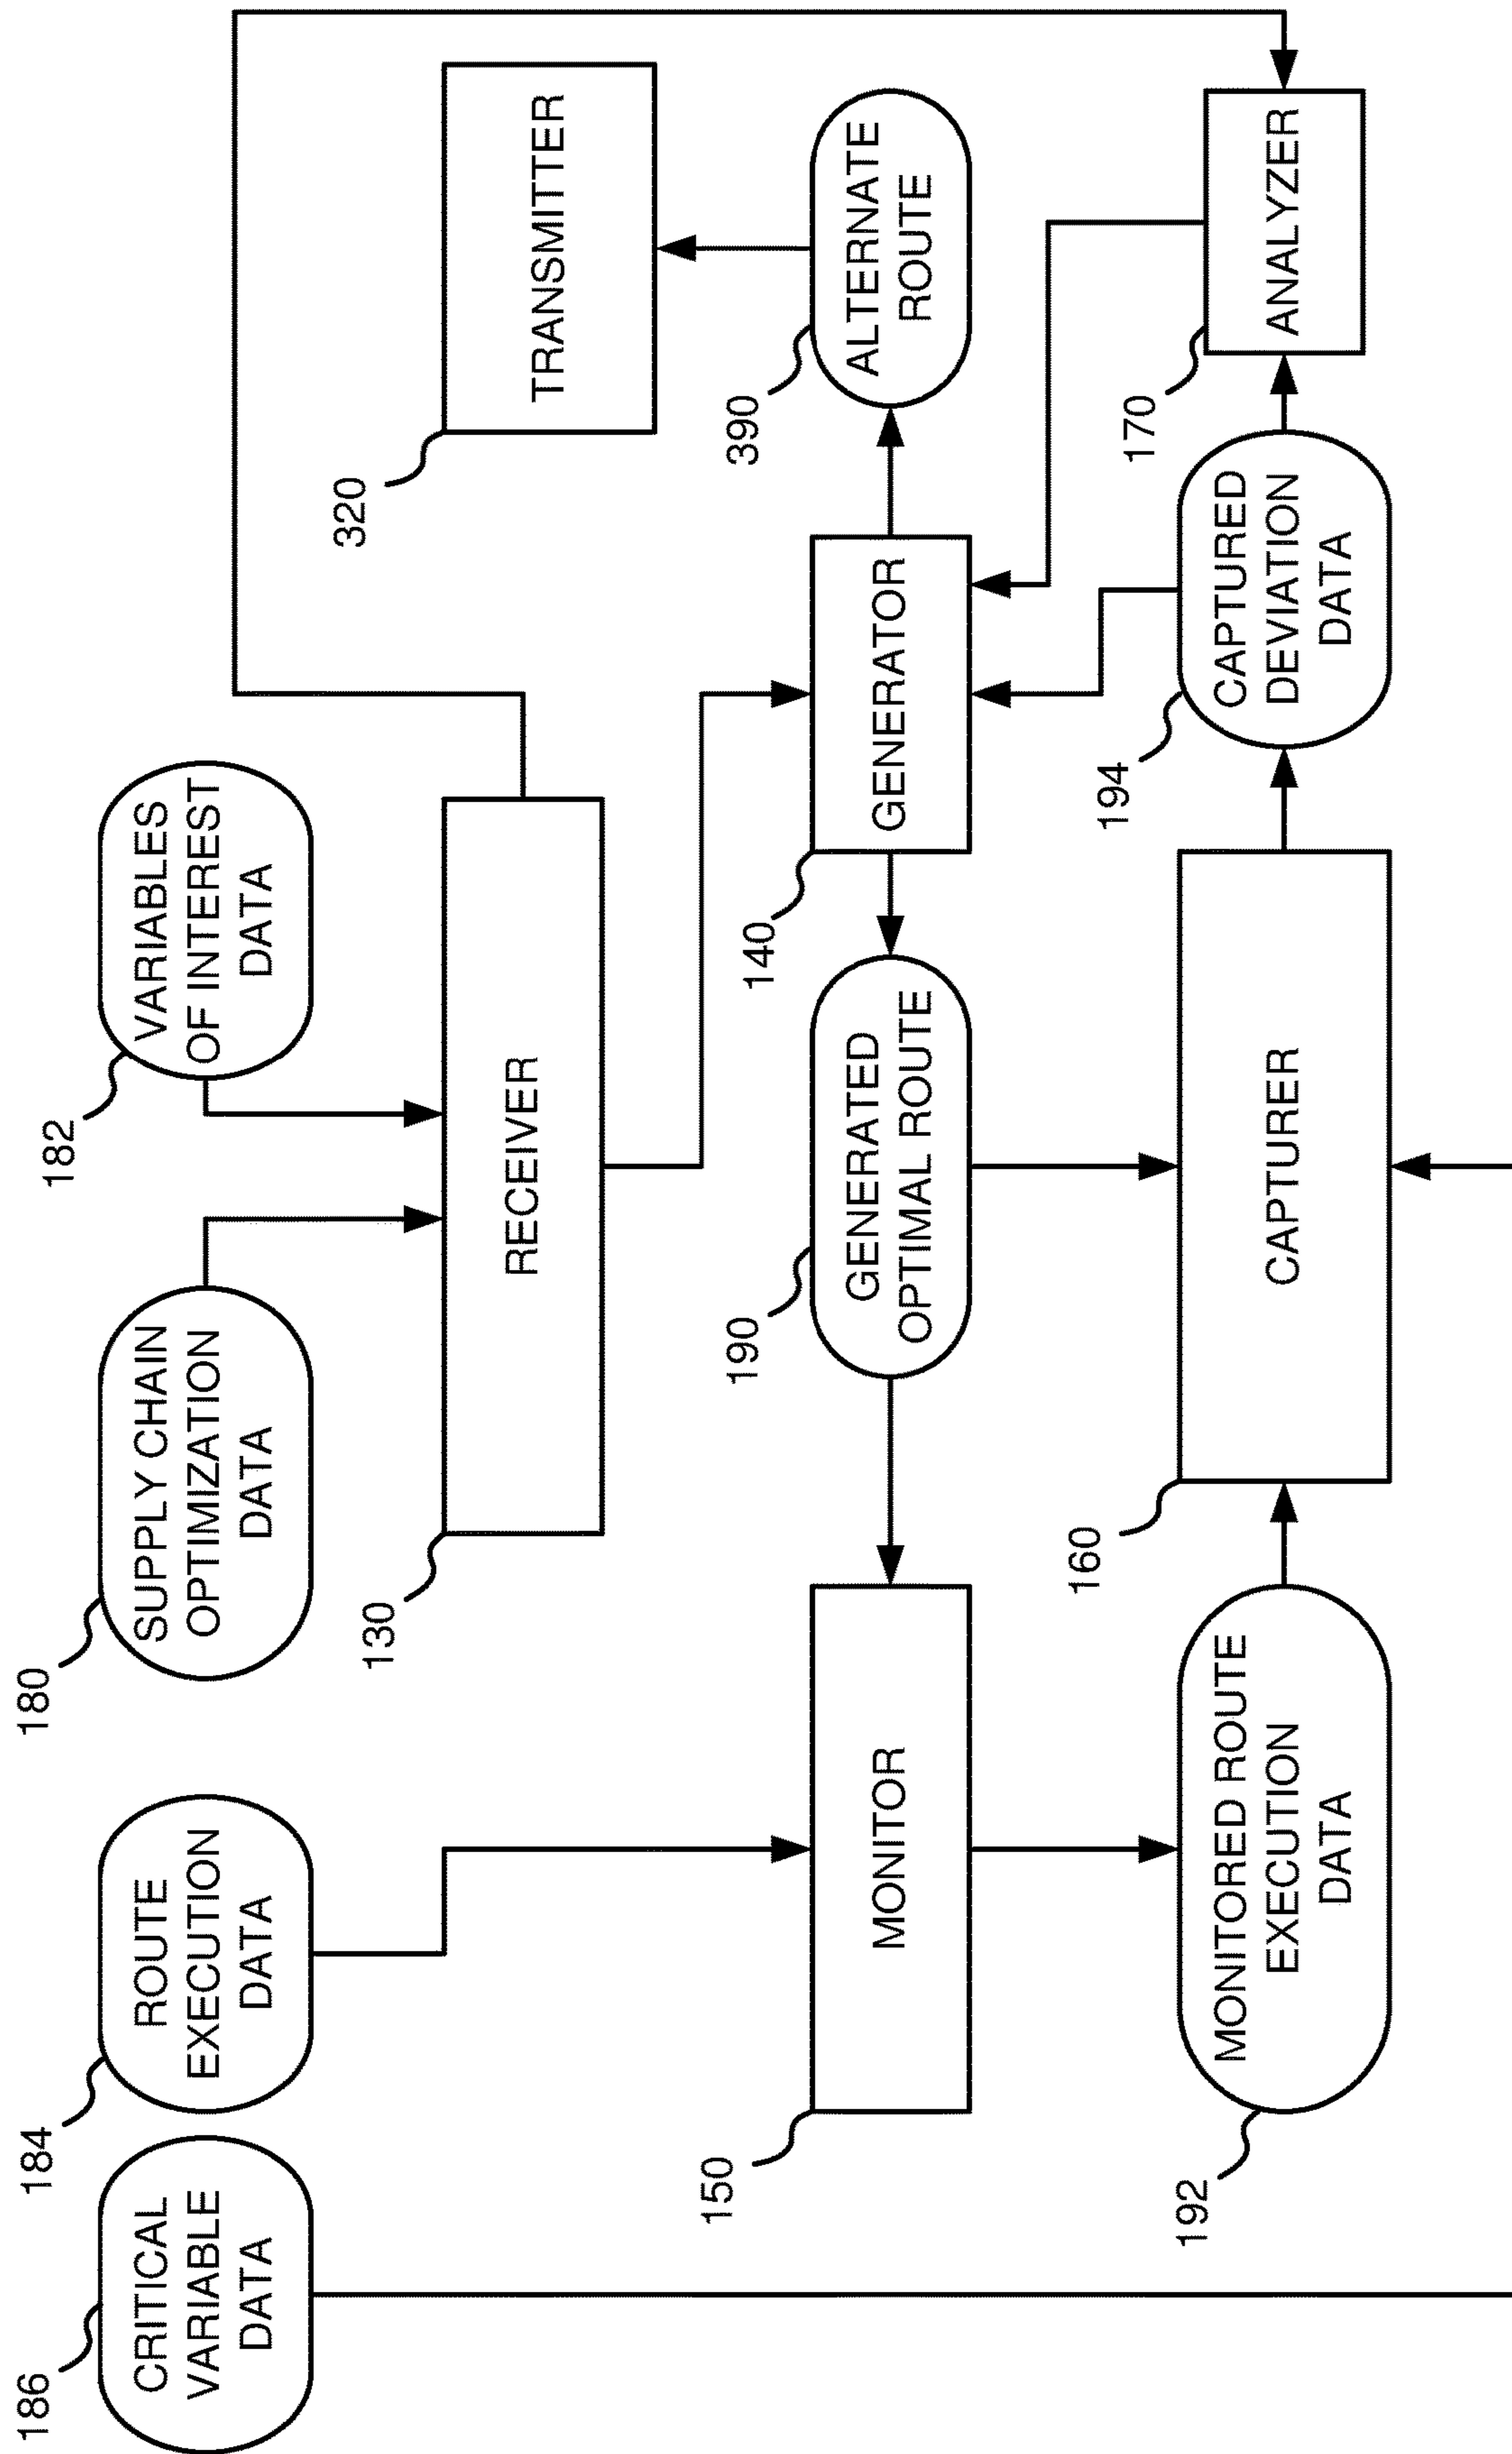 186
CRITICAL
VARIABLE
DATA
184
ROUTE
EXECUTION
DATA
180
SUPPLY CHAIN
OPTIMIZATION
DATA
182
VARIABLES
OF INTEREST
DATA
130
RECEIVER
320
TRANSMITTER
150
MONITOR
190
GENERATED
OPTIMAL ROUTE
140
GENERATOR
390
ALTERNATE
ROUTE
192
MONITORED ROUTE
EXECUTION
DATA
160
CAPTURER
194
CAPTURED
DEVIATION
DATA
170
ANALYZER